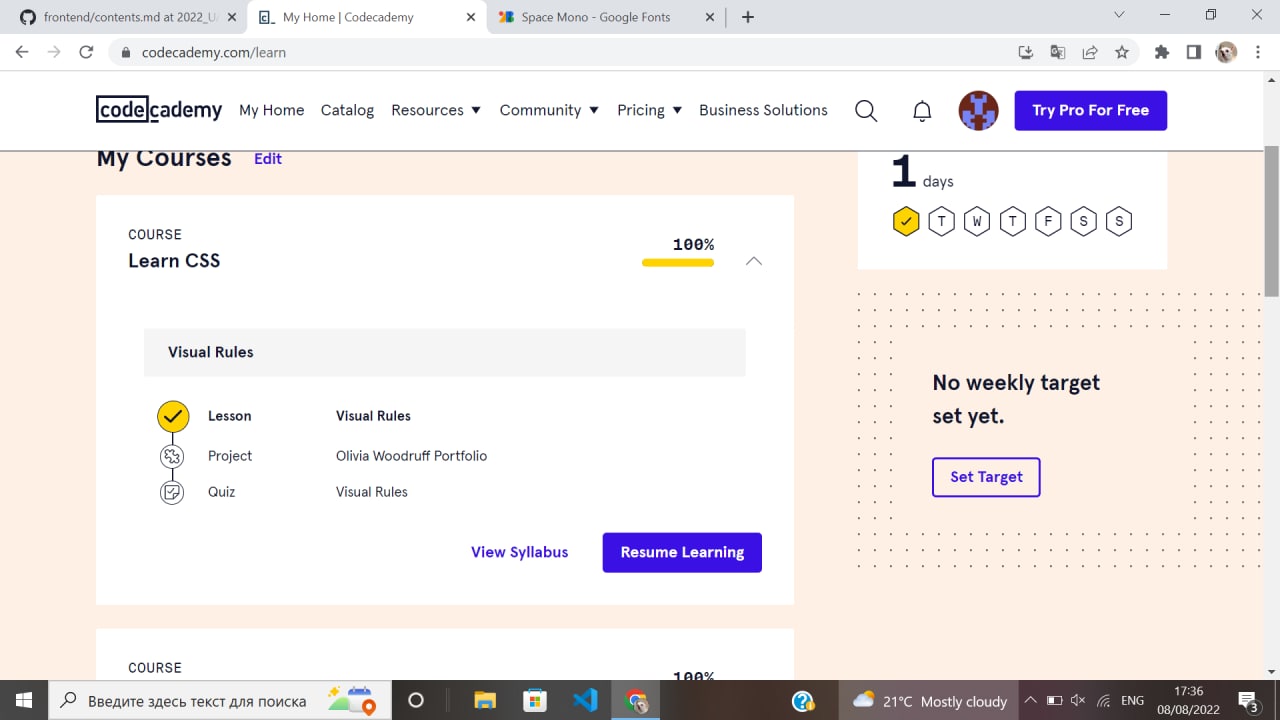 frontend/contents.md at 2022_U
My Home | Codecademy
Space Mono - Google Fonts
codecademy.com/learn
codecademy
My Home
Catalog
Resources
Community
Pricing
Business Solutions
Try Pro For Free
My Courses
Edit
1 days
T W T F S S
COURSE
100%
Learn CSS
Visual Rules
Lesson
Visual Rules
Project
Olivia Woodruff Portfolio
Quiz
Visual Rules
View Syllabus
Resume Learning
No weekly target
set yet.
Set Target
COURSE
100%
Введите здесь текст для поиска
21°C Mostly cloudy
ENG
17:36
08/08/2022
3